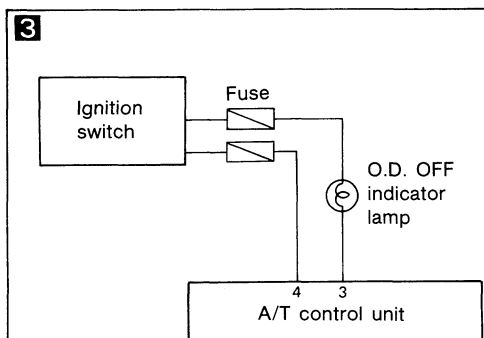 3
Ignition
switch
Fuse
O.D. OFF
indicator
lamp
4 3
A/T control unit